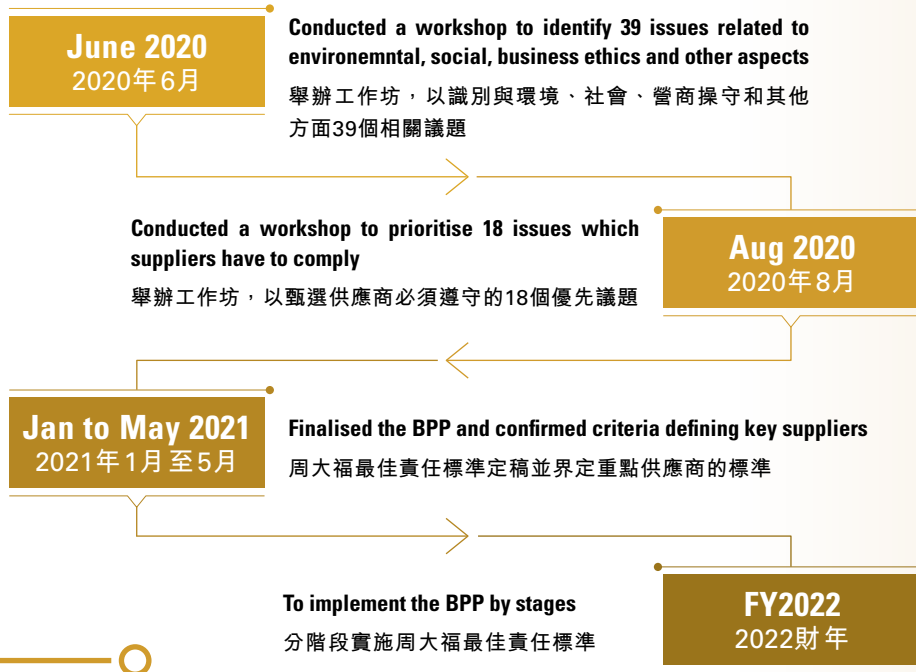 June 2020
2020年6月
Conducted a workshop to identify 39 issues related to
environemntal, social, business ethics and other aspects
舉辦工作坊，以識別與環境、社會、營商操守和其他
方面39個相關議題
Conducted a workshop to prioritise 18 issues which
suppliers have to comply
舉辦工作坊，以甄選供應商必須遵守的18個優先議題
Aug 2020
2020年8月
Jan to May 2021
2021年1月至5月
Finalised the BPP and confirmed criteria defining key suppliers
周大福最佳責任標準定稿並界定重點供應商的標準
To implement the BPP by stages
分階段實施周大福最佳責任標準
FY2022
2022財年